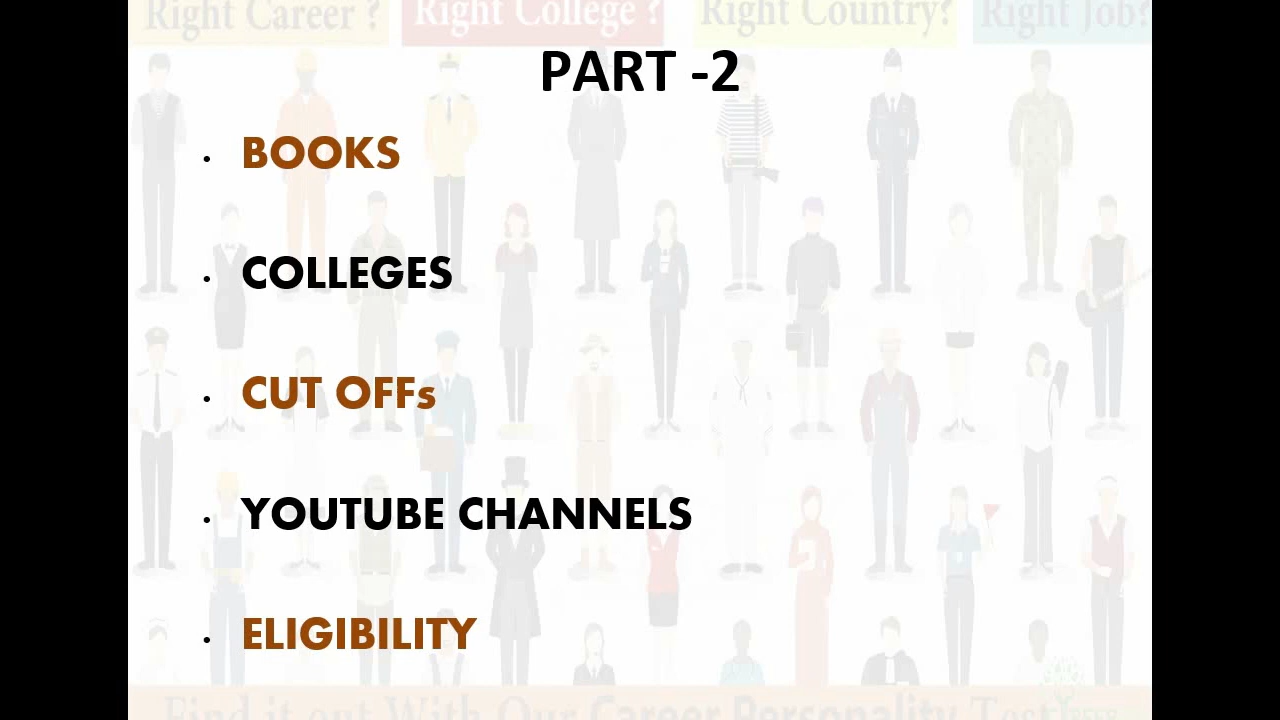 Right Career ? Right College ? Right Country? Right Job?
PART -2
• BOOKS
• COLLEGES
• CUT OFFs
• YOUTUBE CHANNELS
• ELIGIBILITY
Find it out With Our Career Personality Test